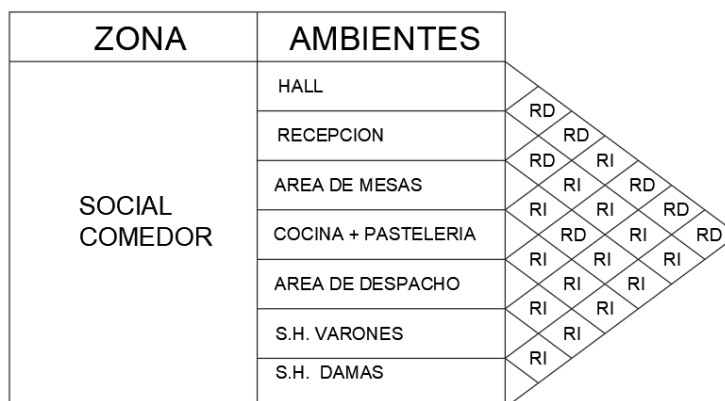 ZONA AMBIENTES
HALL
RD
RECEPCION RD
RD RI
AREA DE MESAS RI RD
SOCIAL RI RI RD
COMEDOR COCINA + PASTELERIA RD RI RD
RI RI RI
AREA DE DESPACHO RI RI
RI RI
S.H. VARONES RI
RI
S.H. DAMAS